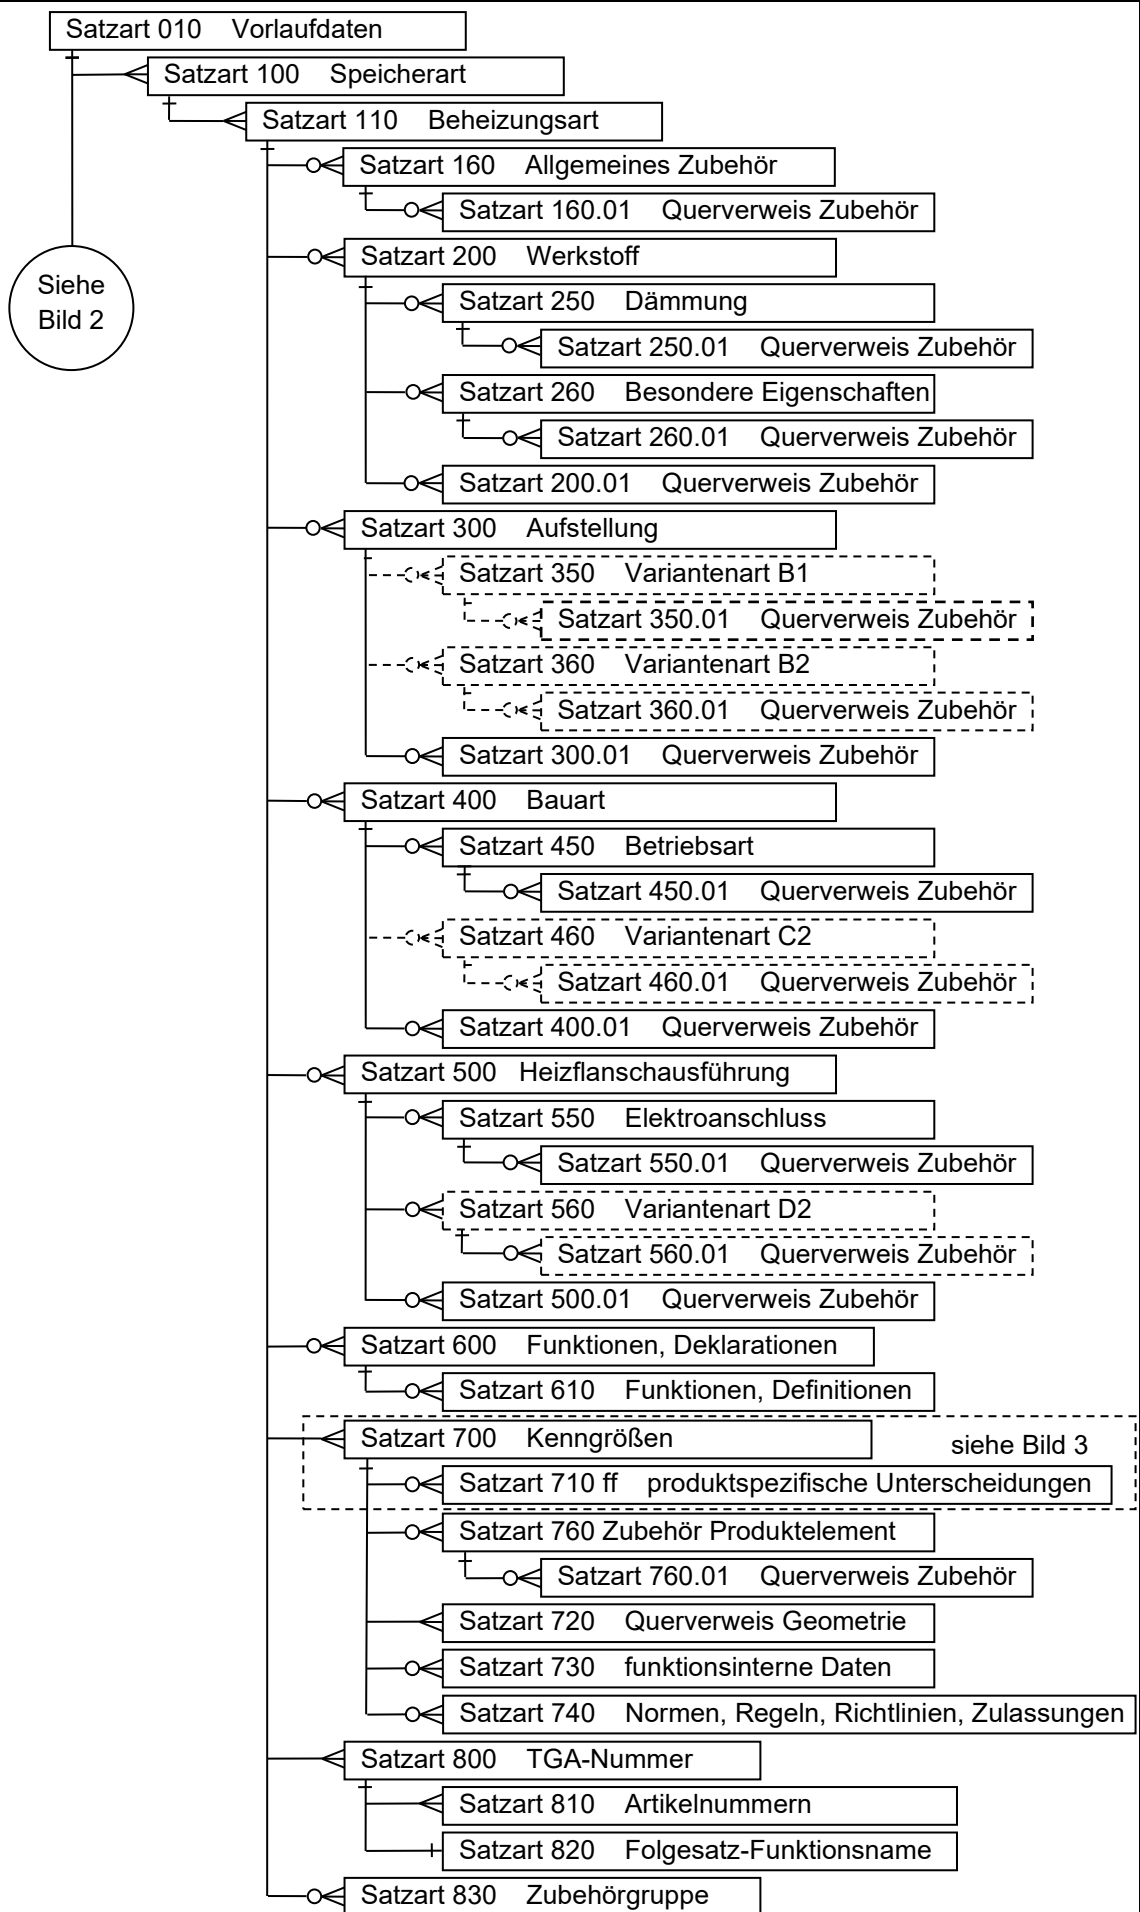 Satzart 010 Vorlaufdaten
Satzart 100 Speicherart
Satzart 110 Beheizungsart
Satzart 160 Allgemeines Zubehör
Satzart 160.01 Querverweis Zubehör
Satzart 200 Werkstoff
Siehe
Bild 2
Satzart 250 Dämmung
Satzart 250.01 Querverweis Zubehör
Satzart 260 Besondere Eigenschaften
Satzart 260.01 Querverweis Zubehör
Satzart 200.01 Querverweis Zubehör
Satzart 300 Aufstellung
Satzart 350 Variantenart B1
Satzart 350.01 Querverweis Zubehör
Satzart 360 Variantenart B2
Satzart 360.01 Querverweis Zubehör
Satzart 300.01 Querverweis Zubehör
Satzart 400 Bauart
Satzart 450 Betriebsart
Satzart 450.01 Querverweis Zubehör
Satzart 460 Variantenart C2
Satzart 460.01 Querverweis Zubehör
Satzart 400.01 Querverweis Zubehör
Satzart 500 Heizflanschausführung
Satzart 550 Elektroanschluss
Satzart 550.01 Querverweis Zubehör
Satzart 560 Variantenart D2
Satzart 560.01 Querverweis Zubehör
Satzart 500.01 Querverweis Zubehör
Satzart 600 Funktionen, Deklarationen
Satzart 610 Funktionen, Definitionen
Satzart 700 Kenngrößen
siehe Bild 3
Satzart 710 ff produktspezifische Unterscheidungen
Satzart 760 Zubehör Produktelement
Satzart 760.01 Querverweis Zubehör
Satzart 720 Querverweis Geometrie
Satzart 730 funktionsinterne Daten
Satzart 740 Normen, Regeln, Richtlinien, Zulassungen
Satzart 800 TGA-Nummer
Satzart 810 Artikelnummern
Satzart 820 Folgesatz-Funktionsname
Satzart 830 Zubehörgruppe